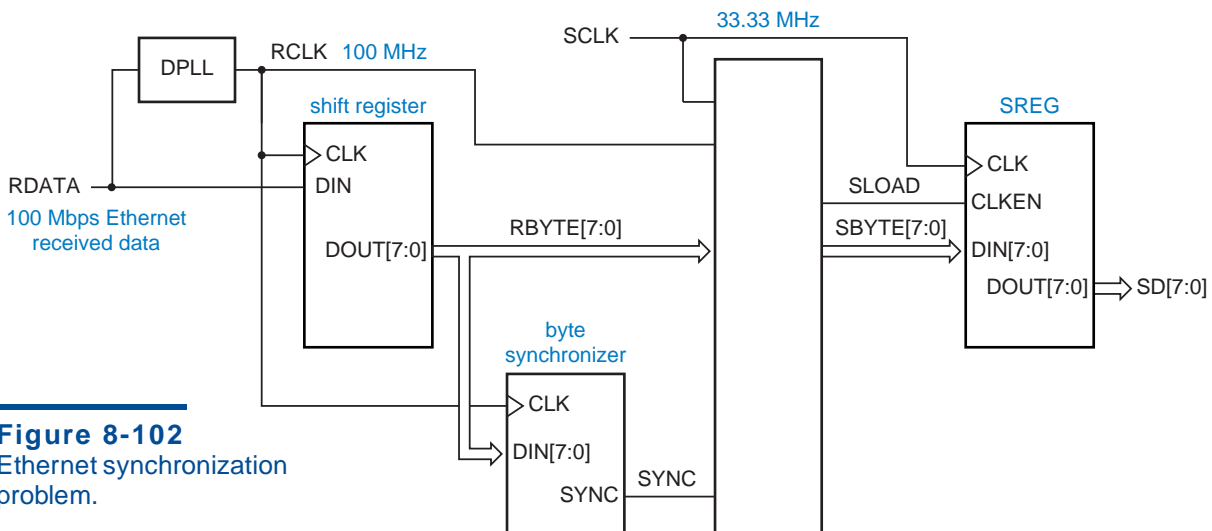 33.33 MHz
SCLK
RCLK 100 MHz
DPLL
shift register
SREG
CLK
CLK
RDATA
DIN
SLOAD
CLKEN
100 Mbps Ethernet
received data
RBYTE[7:0]
SBYTE[7:0]
DOUT[7:0]
DIN[7:0]
DOUT[7:0]
SD[7:0]
byte
synchronizer
CLK
DIN[7:0]
SYNC
SYNC
Figure 8-102
Ethernet synchronization
problem.